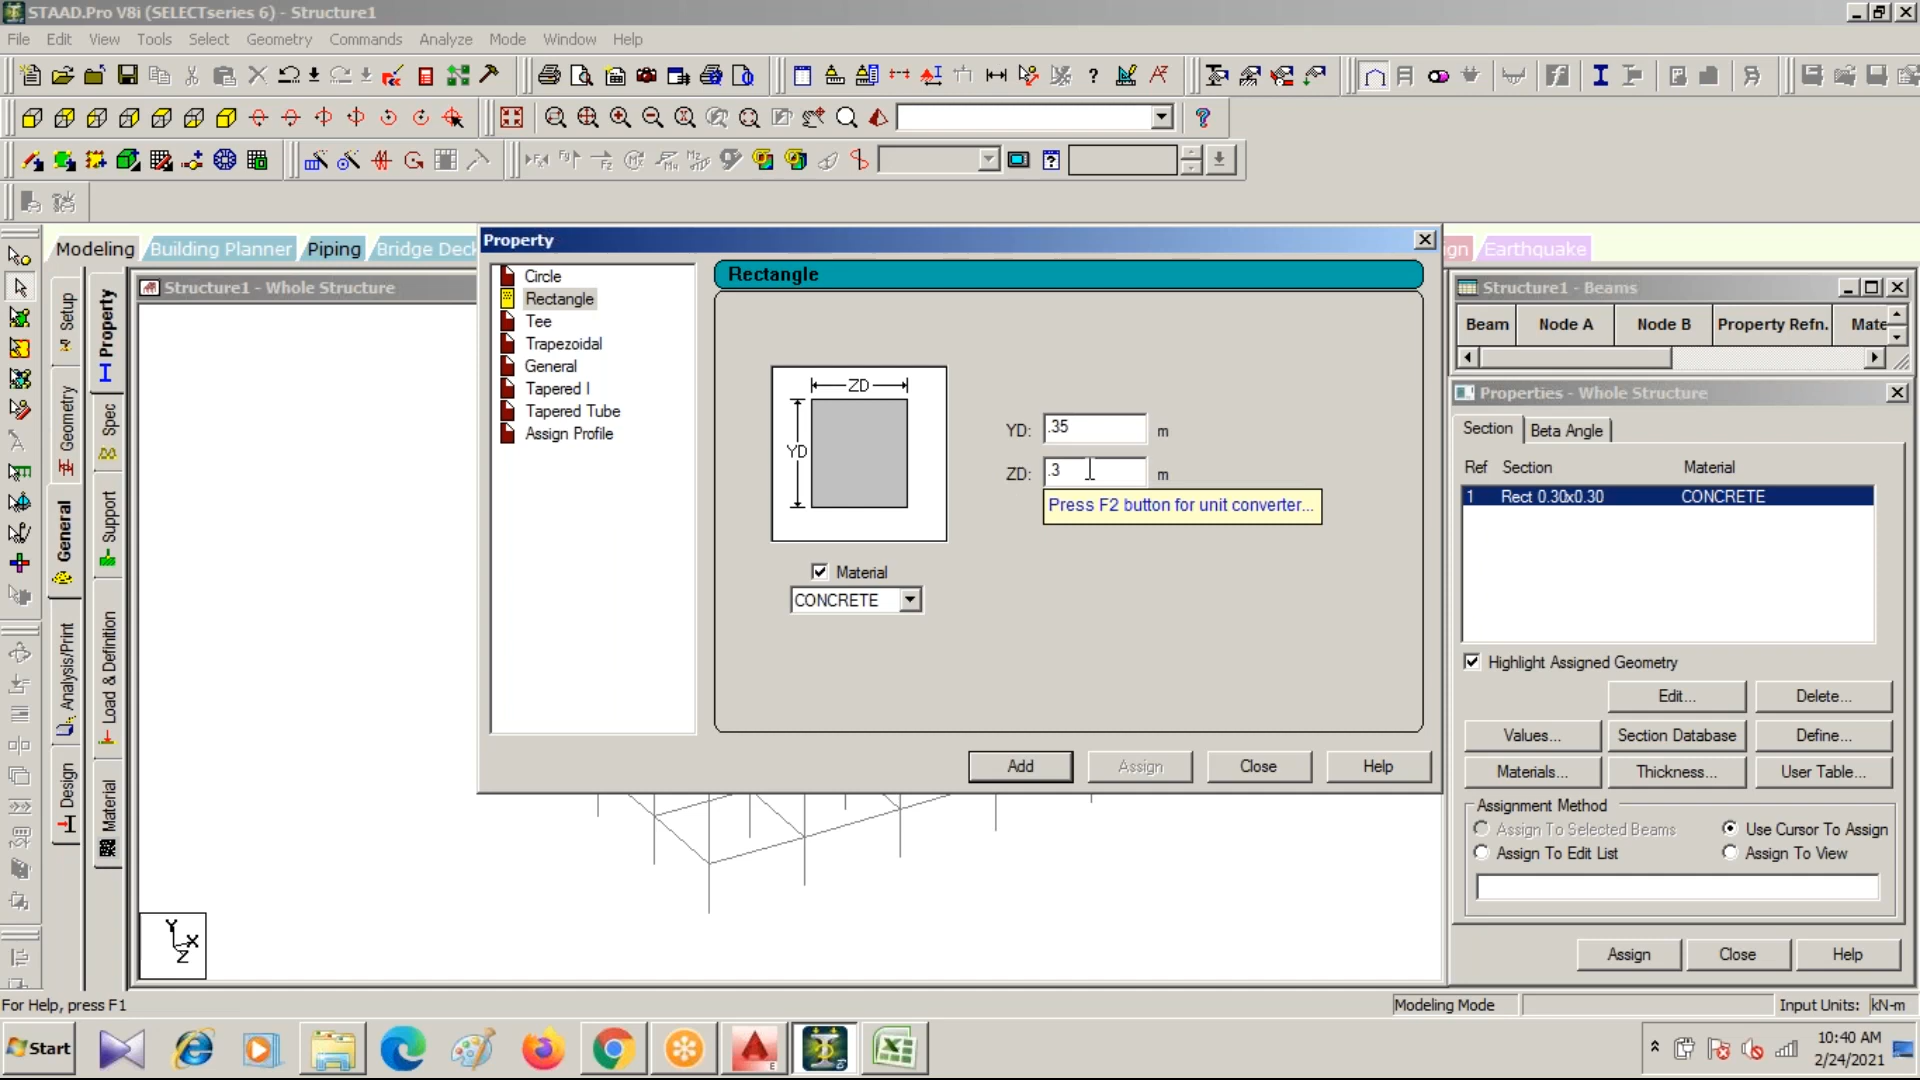 STAAD.Pro V8i (SELECTseries 6) - Structure1
File Edit View Tools Select Geometry Commands Analyze Mode Window Help
Modeling Building Planner Piping Bridge Deck
Earthquake
Structure1 - Whole Structure
Setup
Geometry
General
Analysis/Print
Design
Property
Spec
Support
Load & Definition
Material
Property
Circle
Rectangle
Tee
Trapezoidal
General
Tapered I
Tapered Tube
Assign Profile
Rectangle
ZD
YD
YD: .35 m
ZD: .3 m
Press F2 button for unit converter...
Material
CONCRETE
Add Assign Close Help
Structure1 - Beams
Beam Node A Node B Property Refn. Mate
Properties - Whole Structure
Section Beta Angle
Ref Section Material
1 Rect 0.30x0.30 CONCRETE
Highlight Assigned Geometry
Edit... Delete...
Values... Section Database Define...
Materials... Thickness... User Table...
Assignment Method
Assign To Selected Beams Use Cursor To Assign
Assign To Edit List Assign To View
Assign Close Help
Y
X
Z
For Help, press F1
Modeling Mode Input Units: kN-m
Start
10:40 AM
2/24/2021